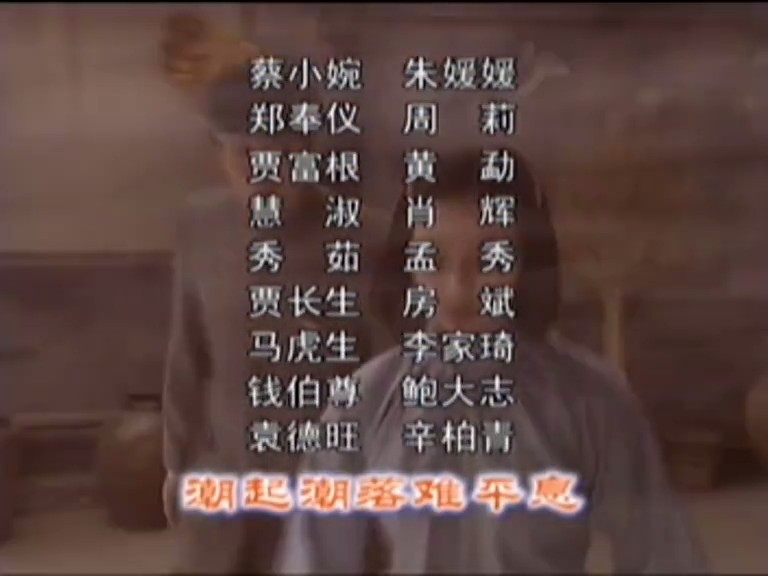 蔡小婉 朱媛媛
郑奉仪 周 莉
贾富根 黄 勐
慧 淑 肖 辉
秀 茹 孟 秀
贾长生 房 斌
马虎生 李家琦
钱伯尊 鲍大志
袁德旺 辛柏青
潮起潮落难平息